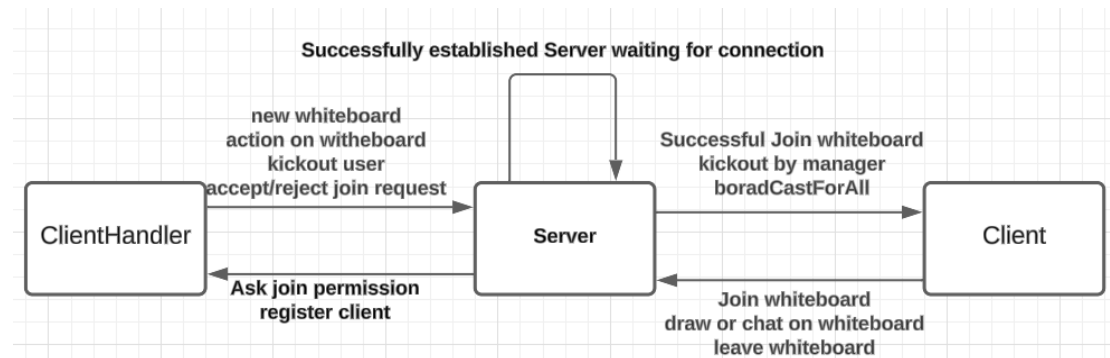 Successfully established Server waiting for connection
new whiteboard
action on witheboard
kickout user
accept/reject join request
Successful Join whiteboard
kickout by manager
boradCastForAll
ClientHandler
Server
Client
Ask join permission
register client
Join whiteboard
draw or chat on whiteboard
leave whiteboard